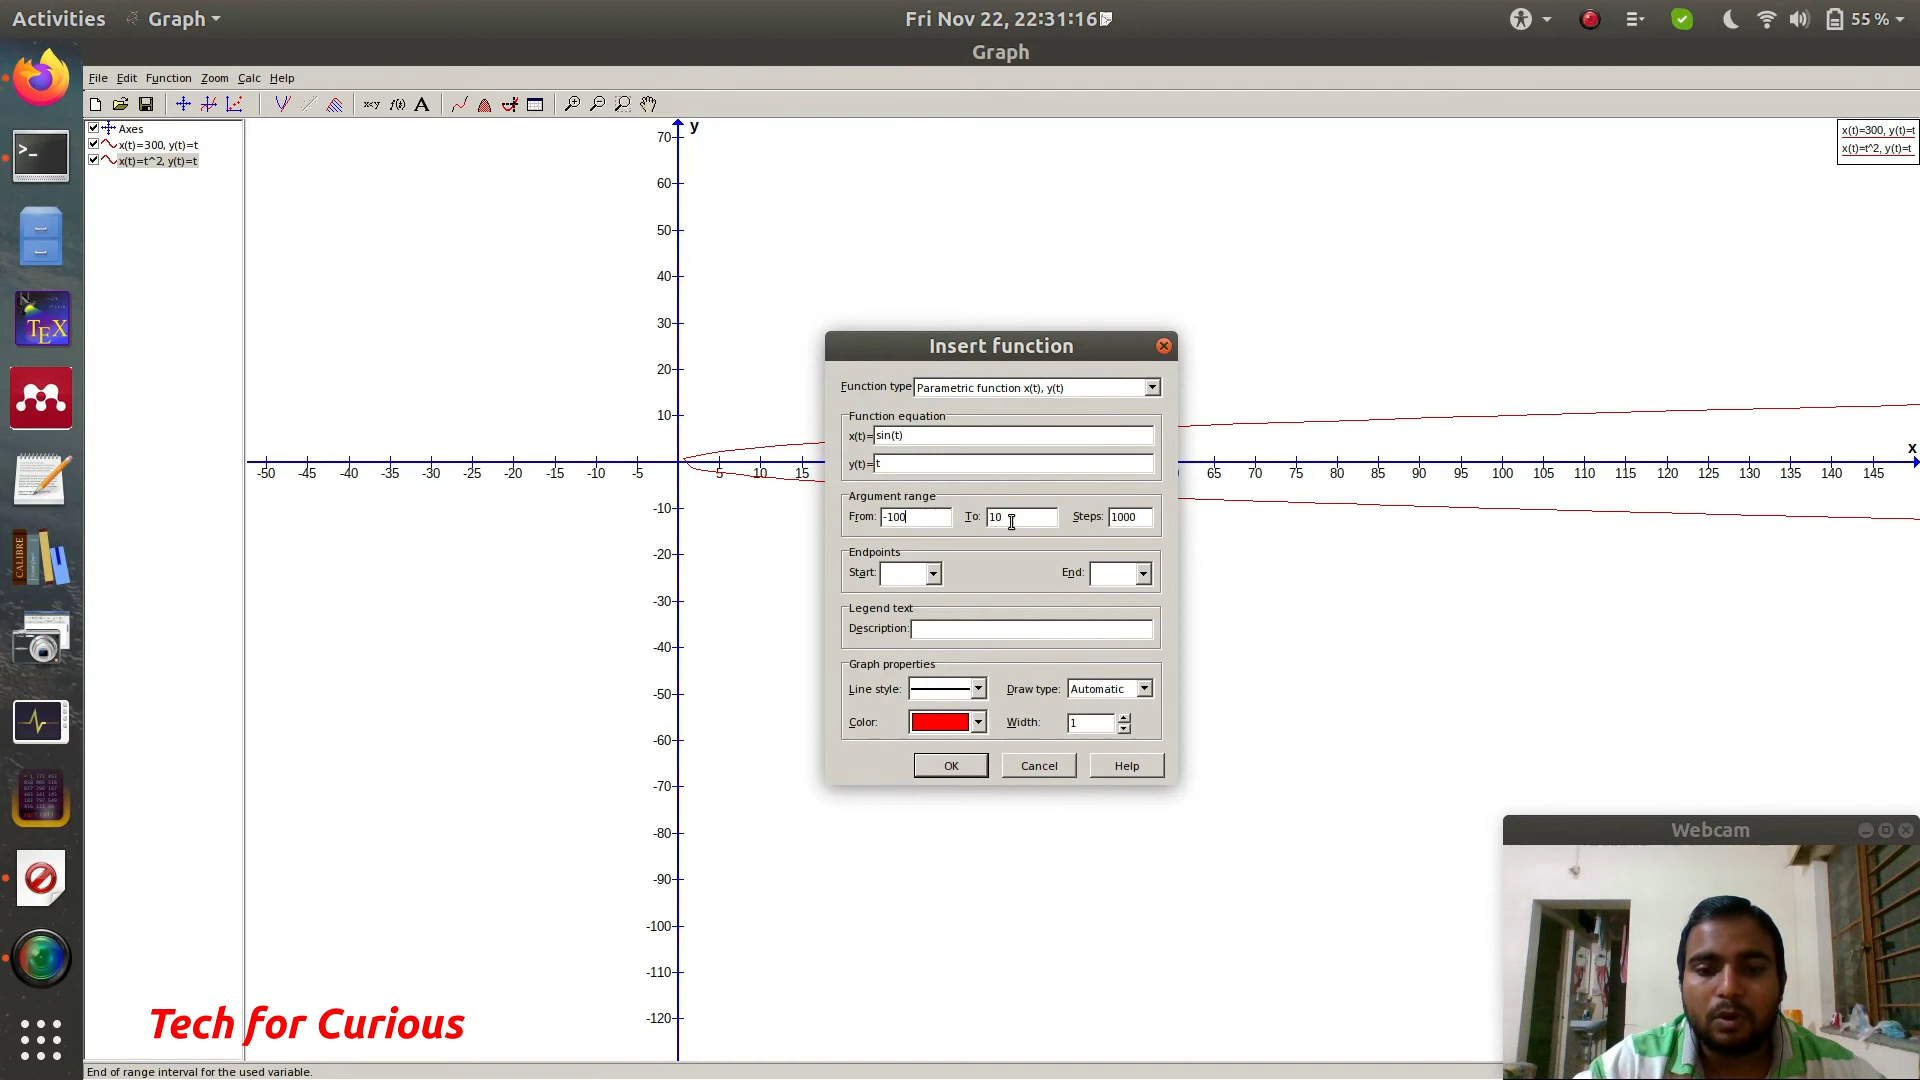 Activities Graph Fri Nov 22, 22:31:16 55 %
Graph
File Edit Function Zoom Calc Help
Axes
x(t)=300, y(t)=t
x(t)=t^2, y(t)=t
x(t)=300, y(t)=t
x(t)=t^2, y(t)=t
y
70
60
50
40
30
20
10
x
-50 -45 -40 -35 -30 -25 -20 -15 -10 -5 5 10 15 65 70 75 80 85 90 95 100 105 110 115 120 125 130 135 140 145
-10
-20
-30
-40
-50
-60
-70
-80
-90
-100
-110
-120
Insert function
Function type Parametric function x(t), y(t)
Function equation
x(t)= sin(t)
y(t)= t
Argument range
From: -100 To: 10 Steps: 1000
Endpoints
Start: End:
Legend text
Description:
Graph properties
Line style: Draw type: Automatic
Color: Width: 1
OK Cancel Help
Webcam
TEX
CALIBRE
Tech for Curious
End of range interval for the used variable.